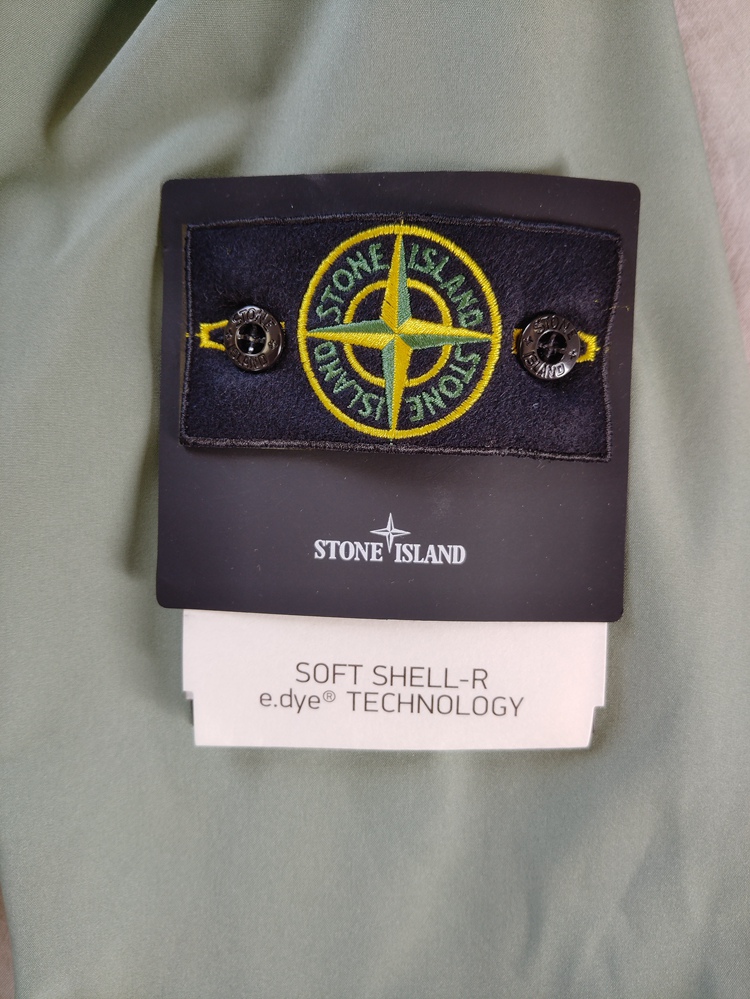 STONE ISLAND
STONE ISLAND
STONE
ISLAND
STONE
ISLAND
STONE ISLAND
SOFT SHELL-R
e.dye® TECHNOLOGY